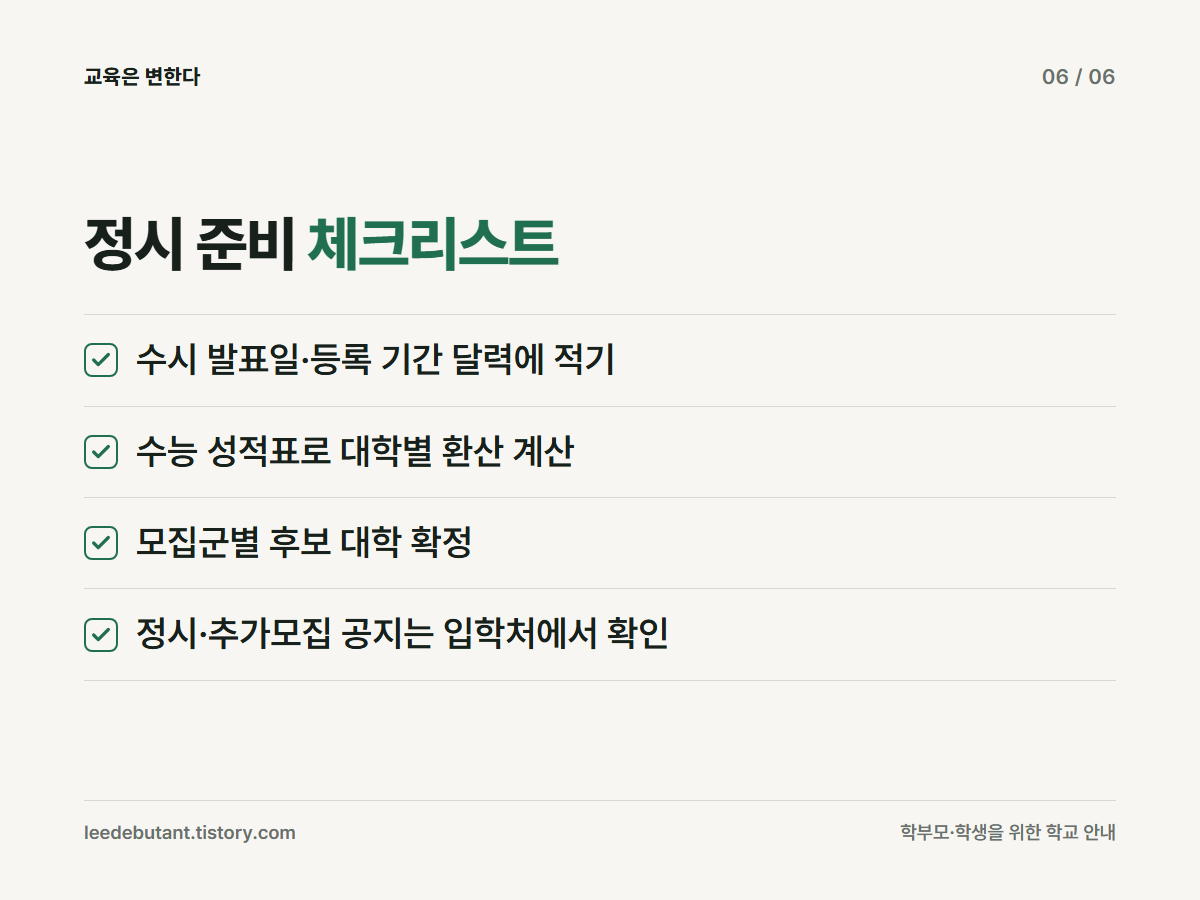 교육은 변한다
06 / 06
정시 준비 체크리스트
수시 발표일·등록 기간 달력에 적기
수능 성적표로 대학별 환산 계산
모집군별 후보 대학 확정
정시·추가모집 공지는 입학처에서 확인
leedebutant.tistory.com
학부모·학생을 위한 학교 안내